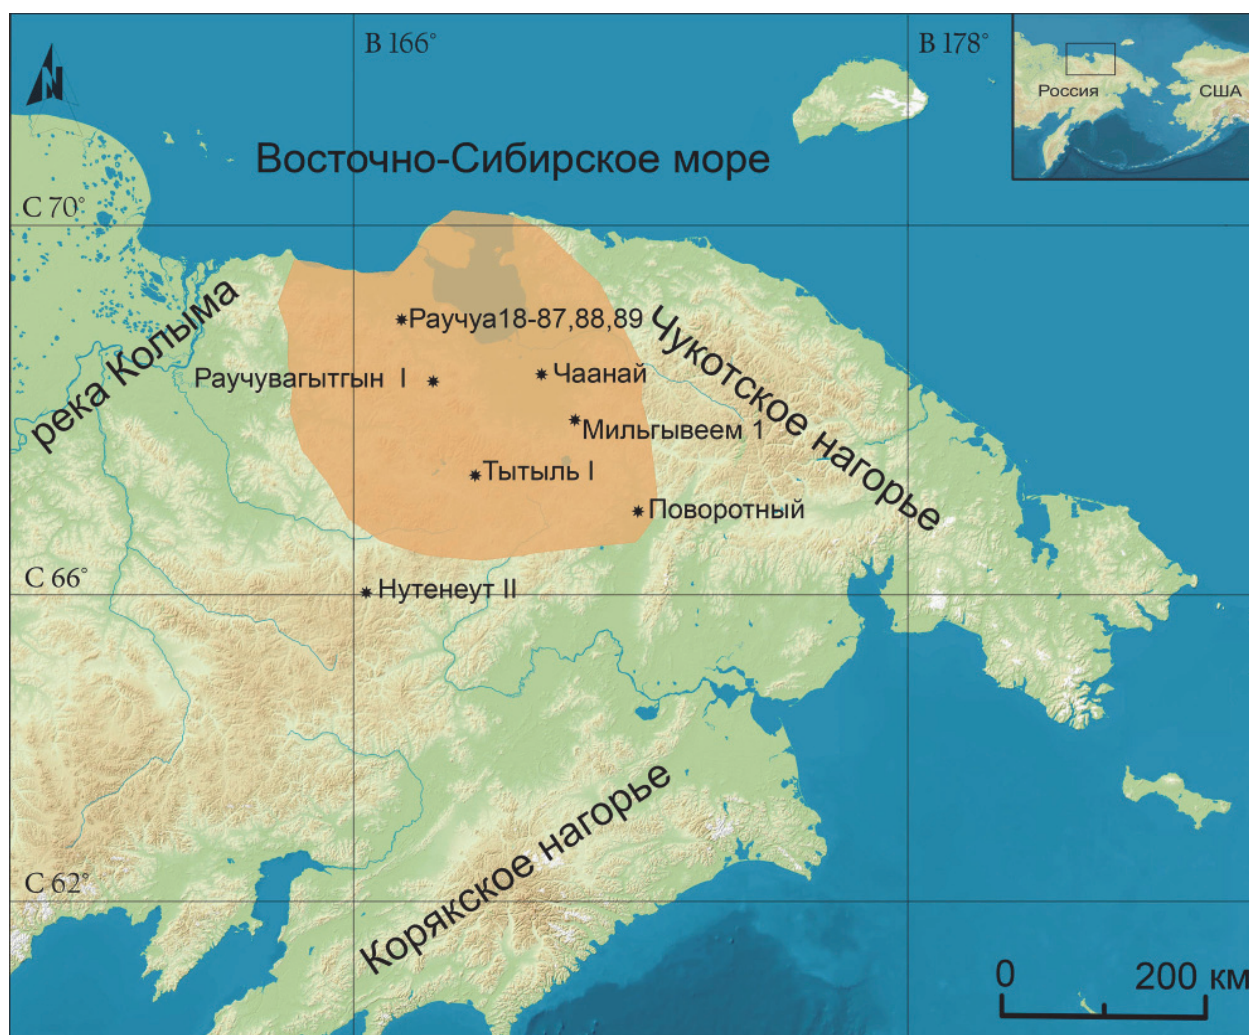 В 166°
В 178°
N
Россия
США
Восточно-Сибирское море
С 70°
река Колыма
Раучуа18-87,88,89
Чукотское нагорье
Раучувагытгын I
Чаанай
Мильгывеем 1
Тытыль I
Поворотный
С 66°
Нутенеут II
Корякское нагорье
С 62°
0
200 км